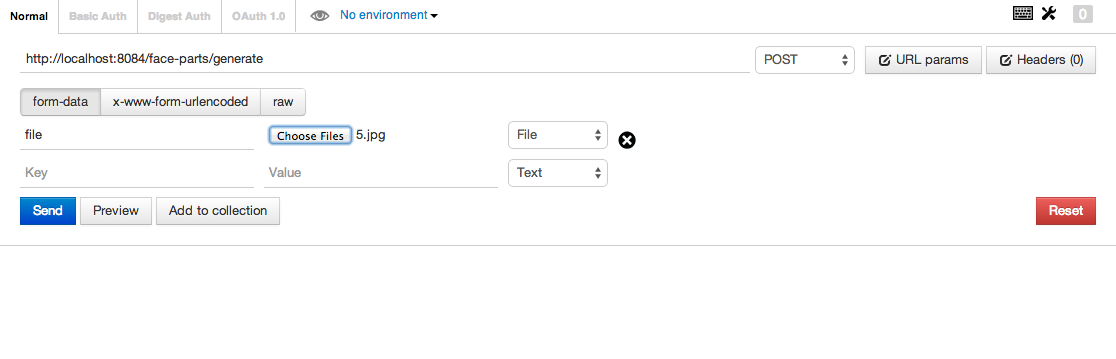 Normal Basic Auth Digest Auth OAuth 1.0 No environment 0
http://localhost:8084/face-parts/generate POST URL params Headers (0)
form-data x-www-form-urlencoded raw
file Choose Files 5.jpg File
Key Value Text
Send Preview Add to collection Reset